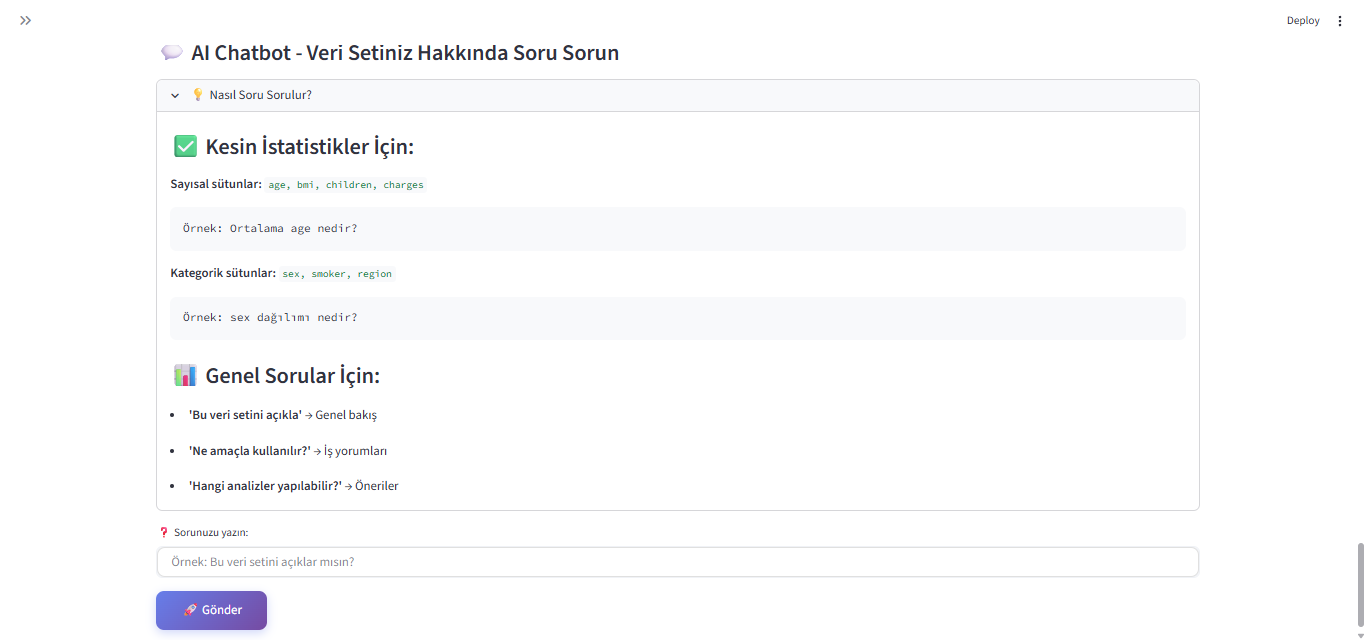 Deploy
AI Chatbot - Veri Setiniz Hakkında Soru Sorun
Nasıl Soru Sorulur?
Kesin İstatistikler İçin:
Sayısal sütunlar: age, bmi, children, charges
Örnek: Ortalama age nedir?
Kategorik sütunlar: sex, smoker, region
Örnek: sex dağılımı nedir?
Genel Sorular İçin:
'Bu veri setini açıkla' → Genel bakış
'Ne amaçla kullanılır?' → İş yorumları
'Hangi analizler yapılabilir?' → Öneriler
Sorunuzu yazın:
Örnek: Bu veri setini açıklar mısın?
Gönder